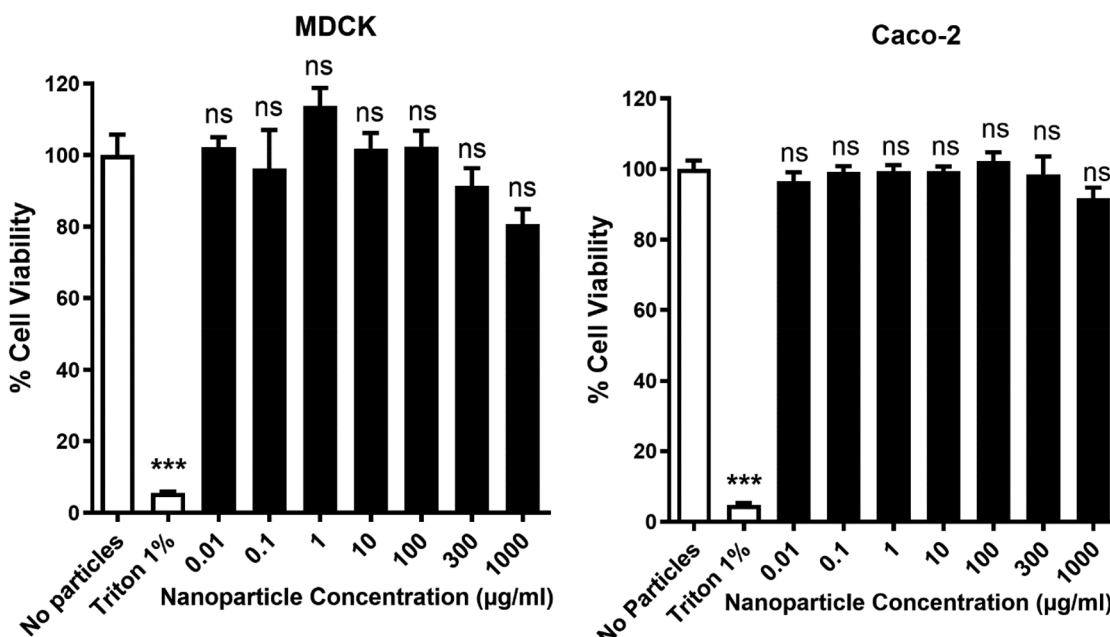 MDCK
% Cell Viability
120
100
80
60
40
20
0
ns
ns
ns
ns
ns
ns
ns
***
No particles
Triton 1%
0.01
0.1
1
10
100
300
1000
Nanoparticle Concentration (µg/ml)
Caco-2
% Cell Viability
120
100
80
60
40
20
0
ns
ns
ns
ns
ns
ns
ns
***
No Particles
Triton 1%
0.01
0.1
1
10
100
300
1000
Nanoparticle Concentration (µg/ml)